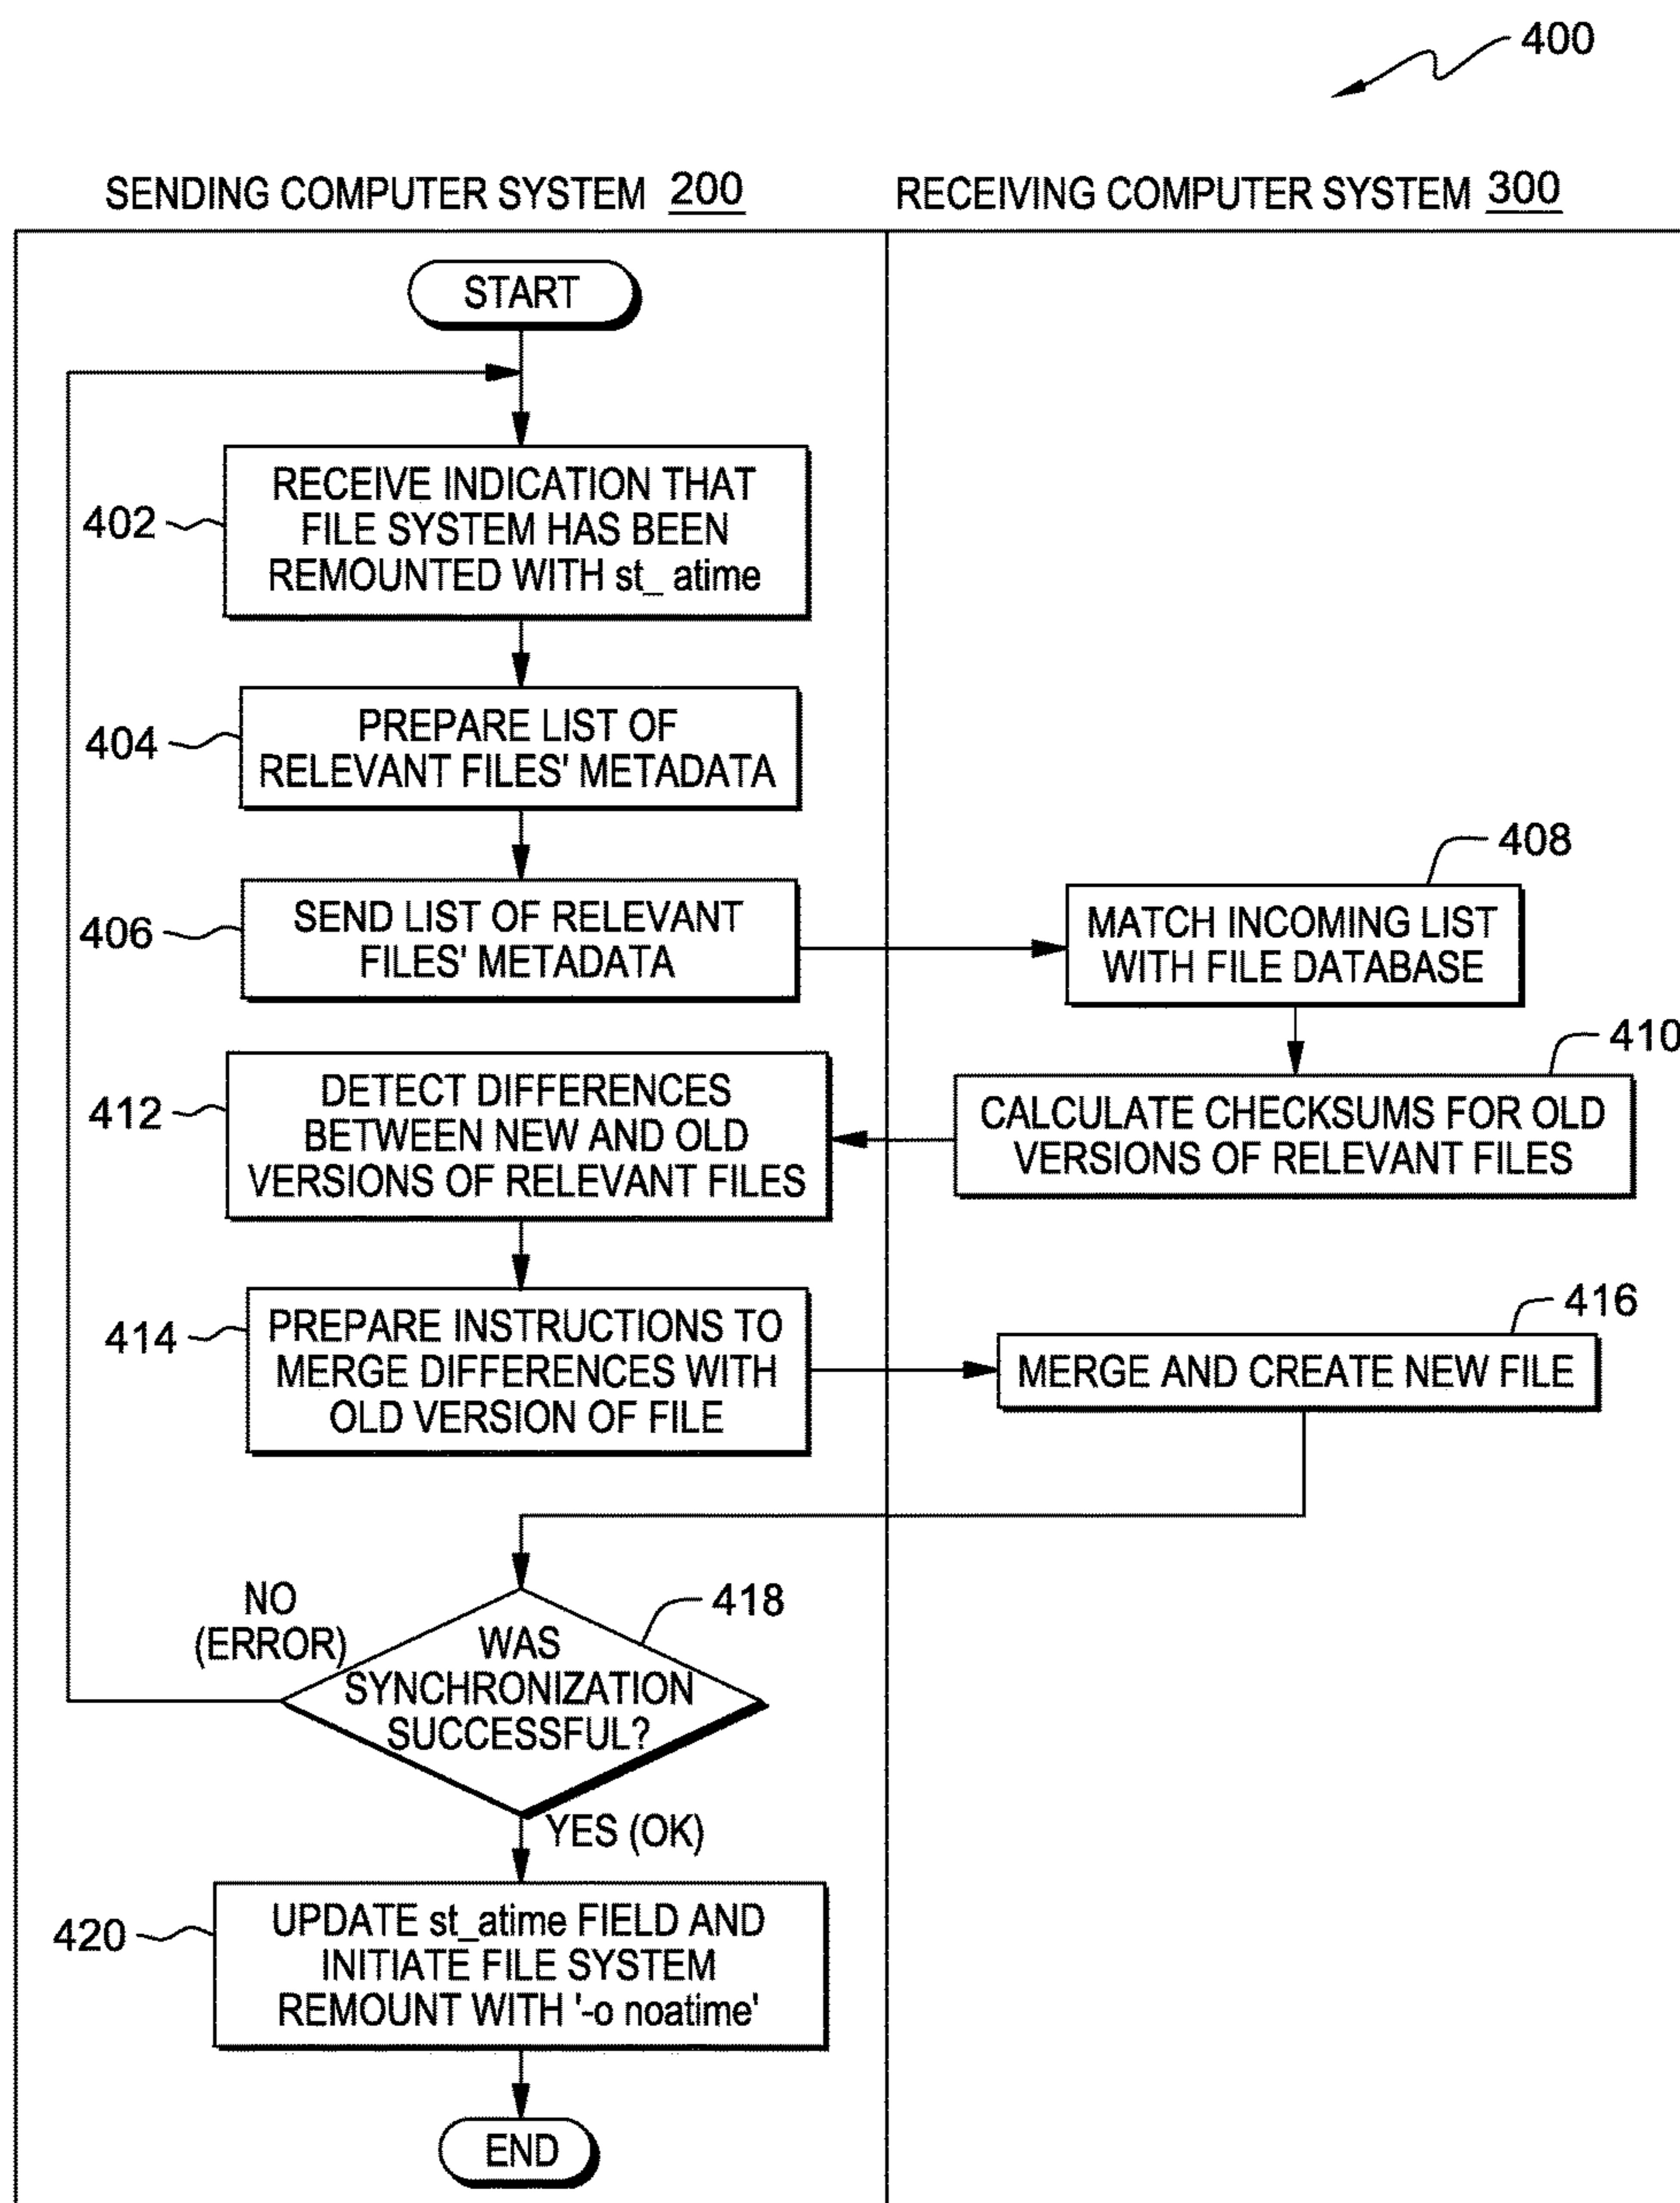 400
SENDING COMPUTER SYSTEM 200
RECEIVING COMPUTER SYSTEM 300
START
402
RECEIVE INDICATION THAT
FILE SYSTEM HAS BEEN
REMOUNTED WITH st_ atime
404
PREPARE LIST OF
RELEVANT FILES' METADATA
406
SEND LIST OF RELEVANT
FILES' METADATA
408
MATCH INCOMING LIST
WITH FILE DATABASE
410
CALCULATE CHECKSUMS FOR OLD
VERSIONS OF RELEVANT FILES
412
DETECT DIFFERENCES
BETWEEN NEW AND OLD
VERSIONS OF RELEVANT FILES
414
PREPARE INSTRUCTIONS TO
MERGE DIFFERENCES WITH
OLD VERSION OF FILE
416
MERGE AND CREATE NEW FILE
418
WAS
SYNCHRONIZATION
SUCCESSFUL?
NO
(ERROR)
YES (OK)
420
UPDATE st_atime FIELD AND
INITIATE FILE SYSTEM
REMOUNT WITH '-o noatime'
END